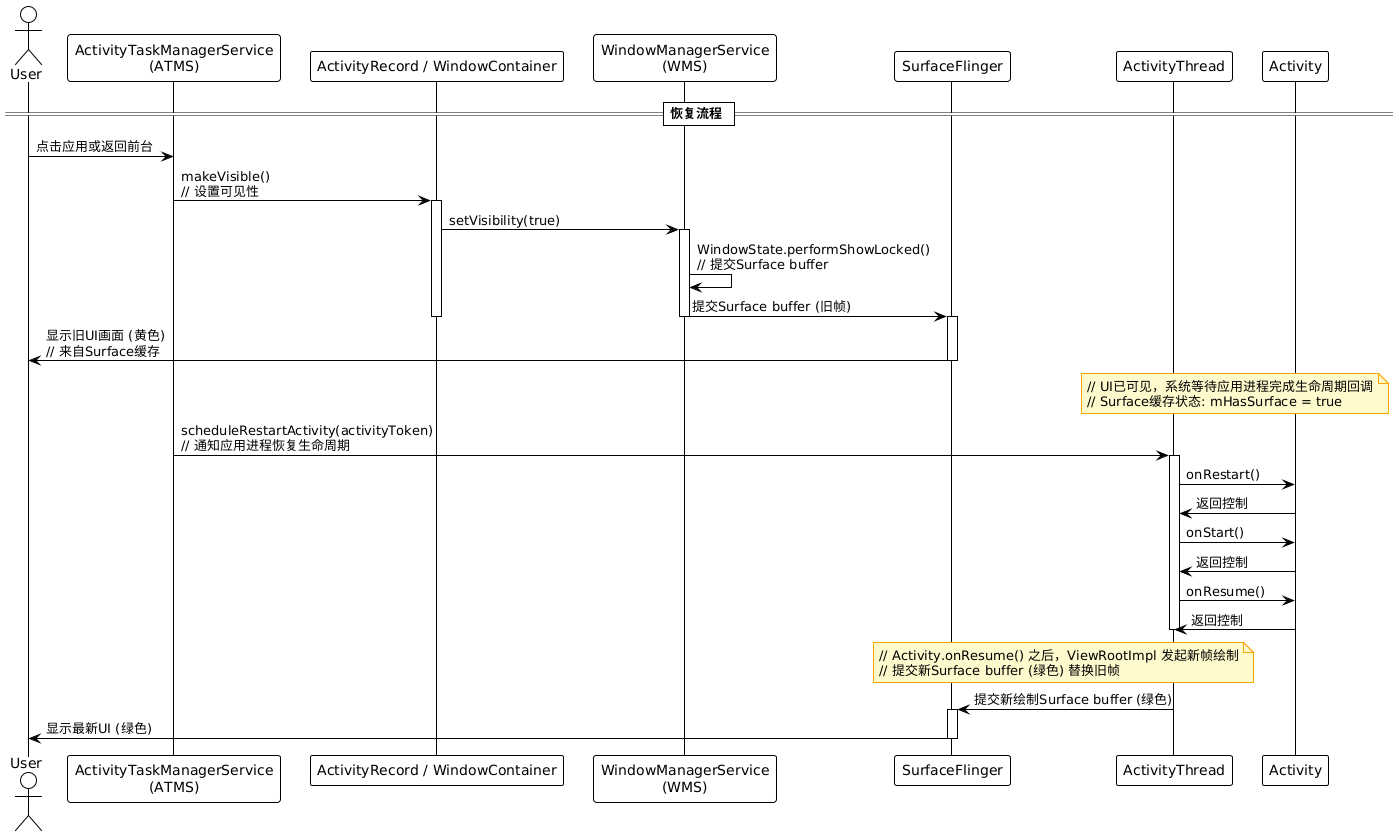 User
ActivityTaskManagerService
(ATMS)
ActivityRecord / WindowContainer
WindowManagerService
(WMS)
SurfaceFlinger
ActivityThread
Activity
恢复流程
点击应用或返回前台
makeVisible()
// 设置可见性
setVisibility(true)
WindowState.performShowLocked()
// 提交Surface buffer
提交Surface buffer (旧帧)
显示旧UI画面 (黄色)
// 来自Surface缓存
// UI已可见，系统等待应用进程完成生命周期回调
// Surface缓存状态: mHasSurface = true
scheduleRestartActivity(activityToken)
// 通知应用进程恢复生命周期
onRestart()
返回控制
onStart()
返回控制
onResume()
返回控制
// Activity.onResume() 之后，ViewRootImpl 发起新帧绘制
// 提交新Surface buffer (绿色) 替换旧帧
提交新绘制Surface buffer (绿色)
显示最新UI (绿色)
User
ActivityTaskManagerService
(ATMS)
ActivityRecord / WindowContainer
WindowManagerService
(WMS)
SurfaceFlinger
ActivityThread
Activity